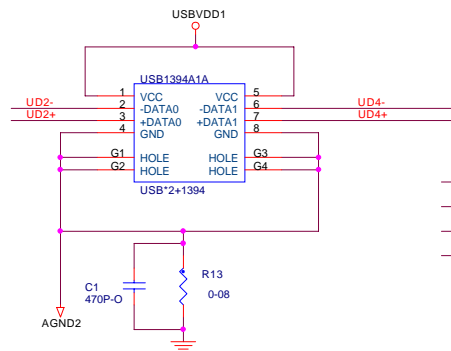 USBVDD1
USB1394A1A
1 VCC VCC 5
UD2- 2 -DATA0 -DATA1 6 UD4-
UD2+ 3 +DATA0 +DATA1 7 UD4+
4 GND GND 8
G1 HOLE HOLE G3
G2 HOLE HOLE G4
USB*2+1394
C1 R13
470P-O 0-08
AGND2